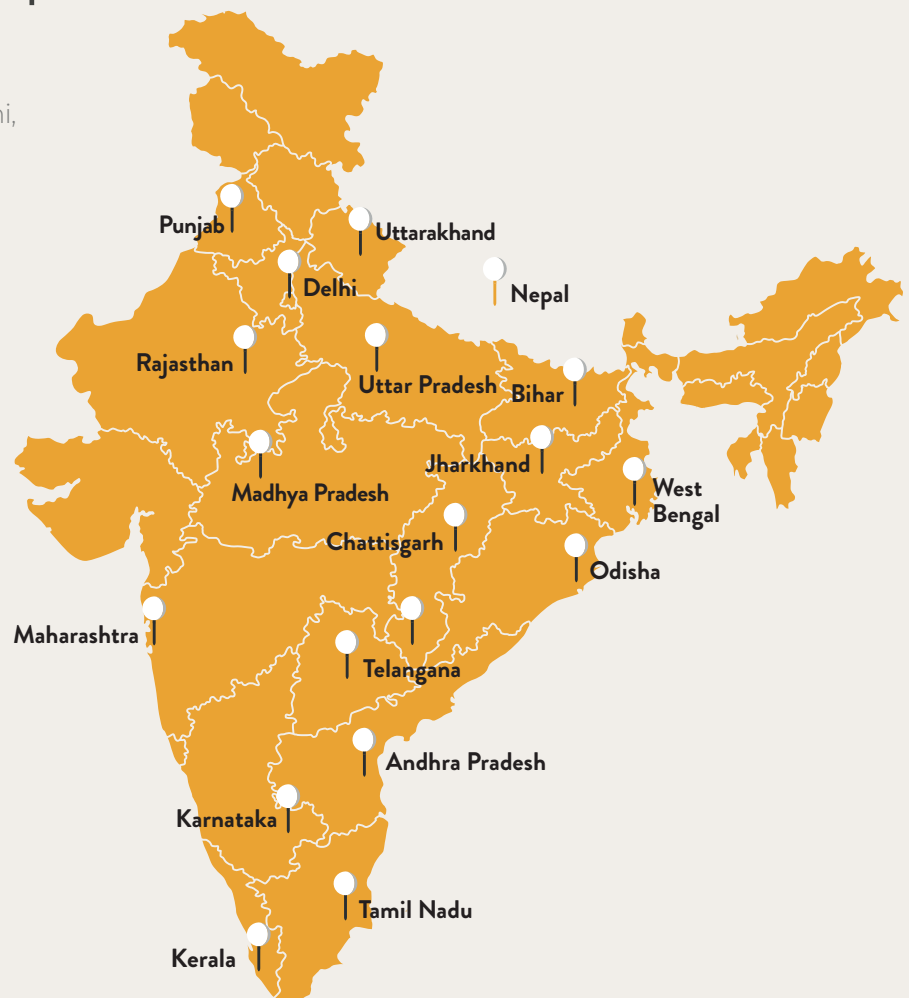 Punjab
Uttarakhand
Delhi
Nepal
Rajasthan
Uttar Pradesh
Bihar
Jharkhand
Madhya Pradesh
West
Bengal
Chattisgarh
Odisha
Maharashtra
Telangana
Andhra Pradesh
Karnataka
Tamil Nadu
Kerala